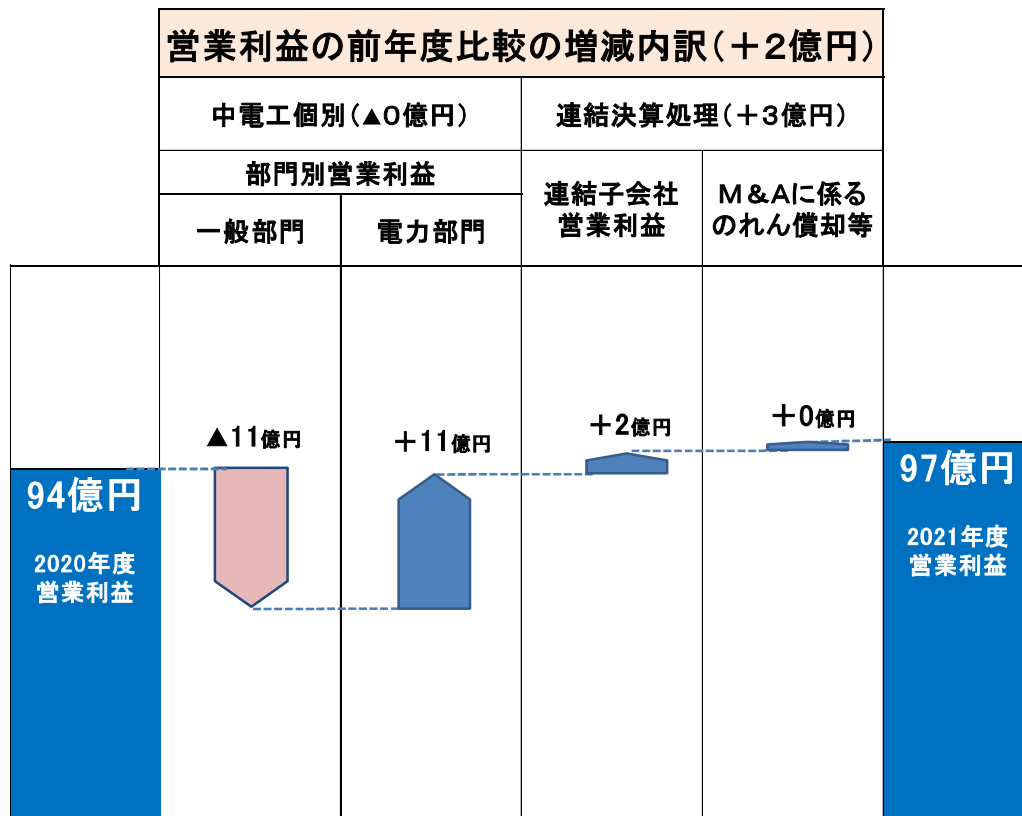 営業利益の前年度比較の増減内訳(+2億円)
中電工個別(▲0億円)
連結決算処理(+3億円)
部門別営業利益
一般部門
電力部門
連結子会社
営業利益
M&Aに係る
のれん償却等
94億円
2020年度
営業利益
▲11億円
+11億円
+2億円
+0億円
97億円
2021年度
営業利益